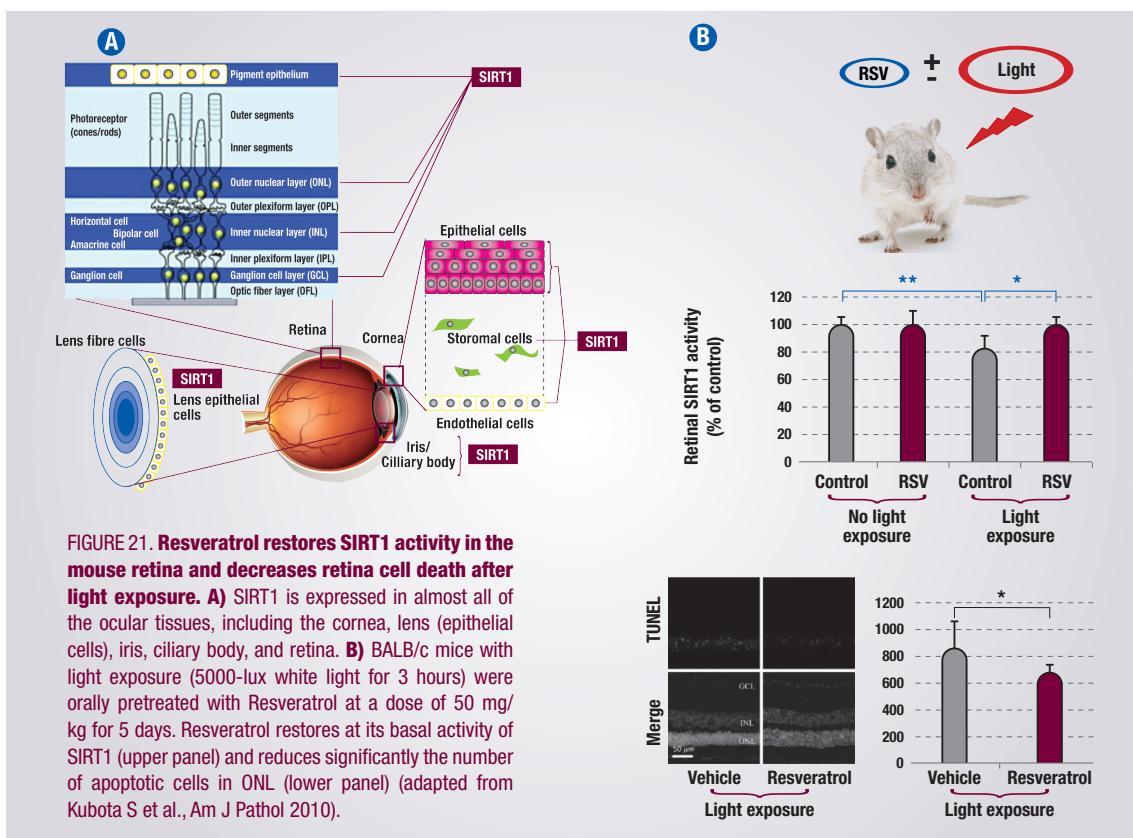 A
Pigment epithelium
SIRT1
Photoreceptor
(cones/rods)
Outer segments
Inner segments
Outer nuclear layer (ONL)
Outer plexiform layer (OPL)
Horizontal cell
Bipolar cell
Amacrine cell
Inner nuclear layer (INL)
Inner plexiform layer (IPL)
Ganglion cell
Ganglion cell layer (GCL)
Optic fiber layer (OFL)
Epithelial cells
Storomal cells
SIRT1
Endothelial cells
Retina
Cornea
Lens fibre cells
SIRT1
Lens epithelial
cells
Iris/
Cilliary body
SIRT1
FIGURE 21. Resveratrol restores SIRT1 activity in the
mouse retina and decreases retina cell death after
light exposure. A) SIRT1 is expressed in almost all of
the ocular tissues, including the cornea, lens (epithelial
cells), iris, ciliary body, and retina. B) BALB/c mice with
light exposure (5000-lux white light for 3 hours) were
orally pretreated with Resveratrol at a dose of 50 mg/
kg for 5 days. Resveratrol restores at its basal activity of
SIRT1 (upper panel) and reduces significantly the number
of apoptotic cells in ONL (lower panel) (adapted from
Kubota S et al., Am J Pathol 2010).
B
RSV
+
-
Light
Retinal SIRT1 activity
(% of control)
120
100
80
60
40
20
0
**
*
Control
RSV
Control
RSV
No light
exposure
Light
exposure
TUNEL
Merge
GCL
INL
ONL
50 µm
Vehicle
Resveratrol
Light exposure
1200
1000
800
600
400
200
0
*
Vehicle
Resveratrol
Light exposure